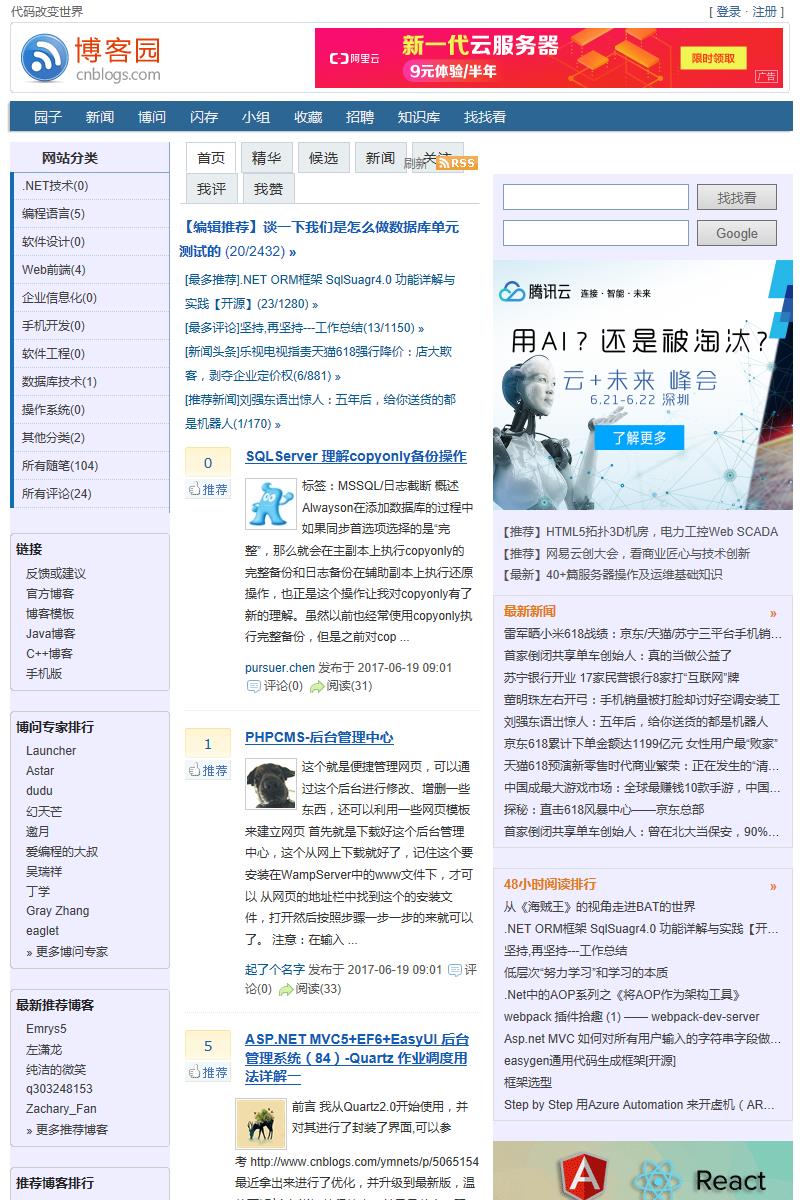 代码改变世界
[ 登录 · 注册 ]
博客园
cnblogs.com
阿里云
新一代云服务器
9元体验/半年
限时领取
广告
园子 新闻 博问 闪存 小组 收藏 招聘 知识库 找找看
网站分类
.NET技术(0)
编程语言(5)
软件设计(0)
Web前端(4)
企业信息化(0)
手机开发(0)
软件工程(0)
数据库技术(1)
操作系统(0)
其他分类(2)
所有随笔(104)
所有评论(24)
链接
反馈或建议
官方博客
博客模板
Java博客
C++博客
手机版
博问专家排行
Launcher
Astar
dudu
幻天芒
邀月
爱编程的大叔
吴瑞祥
丁学
Gray Zhang
eaglet
» 更多博问专家
最新推荐博客
Emrys5
左潇龙
纯洁的微笑
q303248153
Zachary_Fan
» 更多推荐博客
推荐博客排行
首页 精华 候选 新闻 关注
刷新 RSS
我评 我赞
【编辑推荐】谈一下我们是怎么做数据库单元
测试的 (20/2432) »
[最多推荐].NET ORM框架 SqlSuagr4.0 功能详解与
实践【开源】(23/1280) »
[最多评论]坚持,再坚持---工作总结(13/1150) »
[新闻头条]乐视电视指责天猫618强行降价：店大欺
客，剥夺企业定价权(6/881) »
[推荐新闻]刘强东语出惊人：五年后，给你送货的都
是机器人(1/170) »
0
推荐
SQLServer 理解copyonly备份操作
标签：MSSQL/日志截断 概述
Alwayson在添加数据库的过程中
如果同步首选项选择的是“完
整”，那么就会在主副本上执行copyonly的
完整备份和日志备份在辅助副本上执行还原
操作，也正是这个操作让我对copyonly有了
新的理解。虽然以前也经常使用copyonly执
行完整备份，但是之前对cop ...
pursuer.chen 发布于 2017-06-19 09:01
评论(0) 阅读(31)
1
推荐
PHPCMS-后台管理中心
这个就是便捷管理网页，可以通
过这个后台进行修改、增删一些
东西，还可以利用一些网页模板
来建立网页 首先就是下载好这个后台管理
中心，这个从网上下载就好了，记住这个要
安装在WampServer中的www文件下，才可
以 从网页的地址栏中找到这个的安装文
件，打开然后按照步骤一步一步的来就可以
了。 注意：在输入 ...
起了个名字 发布于 2017-06-19 09:01 评
论(0) 阅读(33)
5
推荐
ASP.NET MVC5+EF6+EasyUI 后台
管理系统（84）-Quartz 作业调度用
法详解一
前言 我从Quartz2.0开始使用，并
对其进行了封装了界面,可以参
考 http://www.cnblogs.com/ymnets/p/5065154
最近拿出来进行了优化，并升级到最新版，温
找找看
Google
腾讯云 连接·智能·未来
用AI？还是被淘汰？
云+未来 峰会
6.21-6.22 深圳
了解更多
【推荐】HTML5拓扑3D机房，电力工控Web SCADA
【推荐】网易云创大会，看商业匠心与技术创新
【最新】40+篇服务器操作及运维基础知识
最新新闻 »
雷军晒小米618战绩：京东/天猫/苏宁三平台手机销...
首家倒闭共享单车创始人：真的当做公益了
苏宁银行开业 17家民营银行8家打“互联网”牌
董明珠左右开弓：手机销量被打脸却讨好空调安装工
刘强东语出惊人：五年后，给你送货的都是机器人
京东618累计下单金额达1199亿元 女性用户最“败家”
天猫618预演新零售时代商业繁荣：正在发生的“清...
中国成最大游戏市场：全球最赚钱10款手游，中国...
探秘：直击618风暴中心——京东总部
首家倒闭共享单车创始人：曾在北大当保安，90%...
48小时阅读排行 »
从《海贼王》的视角走进BAT的世界
.NET ORM框架 SqlSuagr4.0 功能详解与实践【开...
坚持,再坚持---工作总结
低层次“努力学习”和学习的本质
.Net中的AOP系列之《将AOP作为架构工具》
webpack 插件拾趣 (1) —— webpack-dev-server
Asp.net MVC 如何对所有用户输入的字符串字段做...
easygen通用代码生成框架[开源]
框架选型
Step by Step 用Azure Automation 来开虚机（AR...
React